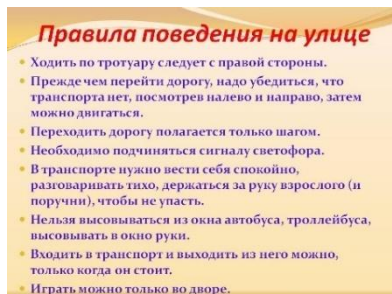 Правила поведения на улице
Ходить по тротуару следует с правой стороны.
Прежде чем перейти дорогу, надо убедиться, что
транспорта нет, посмотрев налево и направо, затем
можно двигаться.
Переходить дорогу полагается только шагом.
Необходимо подчиняться сигналу светофора.
В транспорте нужно вести себя спокойно,
разговаривать тихо, держаться за руку взрослого (и
поручни), чтобы не упасть.
Нельзя высовываться из окна автобуса, троллейбуса,
высовывать в окно руки.
Входить в транспорт и выходить из него можно,
только когда он стоит.
Играть можно только во дворе.